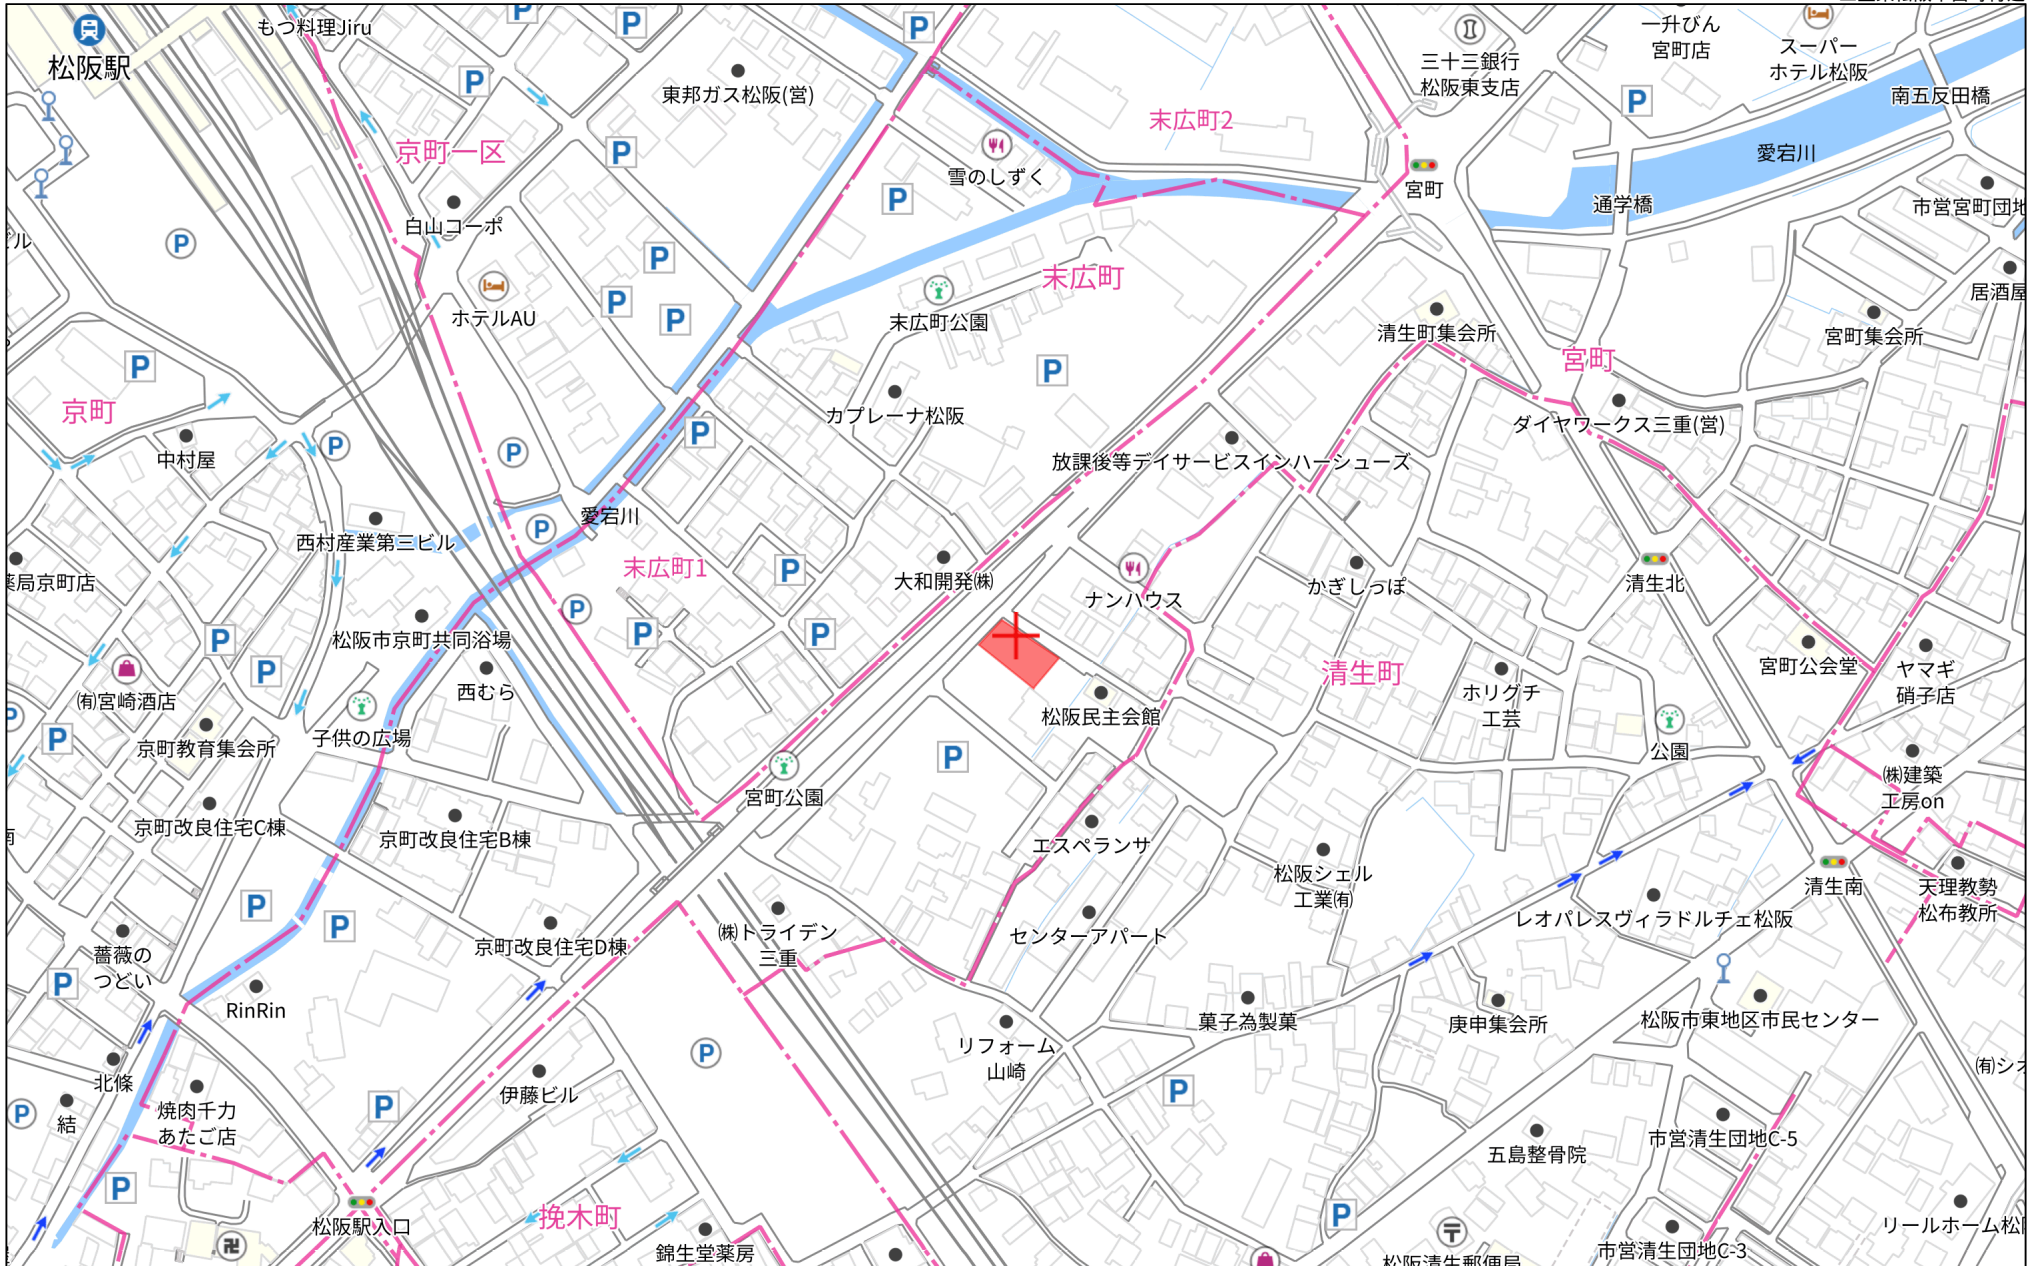 もつ料理Jiru
P
P
P
一升びん
宮町店
スーパー
ホテル松阪
松阪駅
P
東邦ガス松阪(営)
三十三銀行
松阪東支店
P
南五反田橋
末広町2
京町一区
P
愛宕川
雪のしずく
宮町
P
通学橋
市営宮町団地
白山コーポ
P
P
末広町
居酒屋
P
P
ホテルAU
末広町公園
清生町集会所
宮町集会所
P
P
宮町
京町
カプレーナ松阪
ダイヤワークス三重(営)
P
P
中村屋
P
放課後等デイサービスインハーシューズ
愛宕川
P
西村産業第三ビル
末広町1
P
大和開発㈱
薬局京町店
ナンハウス
かぎしっぽ
清生北
P
松阪市京町共同浴場
P
P
P
P
清生町
宮町公会堂
ヤマギ
硝子店
西むら
㈲宮崎酒店
ホリグチ
工芸
松阪民主会館
P
P
京町教育集会所
子供の広場
公園
P
宮町公園
㈱建築
工房on
京町改良住宅C棟
京町改良住宅B棟
エスペランサ
松阪シェル
工業㈲
清生南
天理教勢
松布教所
P
P
レオパレスヴィラドルチェ松阪
㈱トライデン
三重
センターアパート
京町改良住宅D棟
薔薇の
つどい
P
RinRin
菓子為製菓
庚申集会所
松阪市東地区市民センター
リフォーム
山崎
P
㈲シオ
北條
伊藤ビル
P
P
P
結
焼肉千力
あたご店
市営清生団地C-5
五島整骨院
P
挽木町
P
松阪駅入口
リールホーム松阪
錦生堂薬房
市営清生団地C-3
松阪清生郵便局